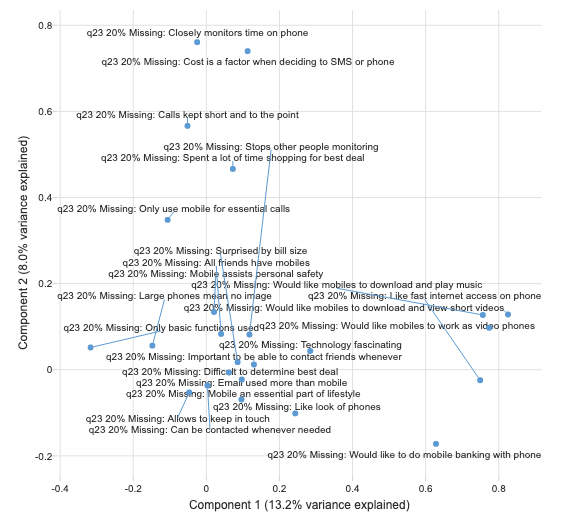 0.8
0.6
0.4
0.2
0
-0.2
-0.4
-0.2
0
0.2
0.4
0.6
0.8
Component 2 (8.0% variance explained)
Component 1 (13.2% variance explained)
q23 20% Missing: Closely monitors time on phone
q23 20% Missing: Cost is a factor when deciding to SMS or phone
q23 20% Missing: Calls kept short and to the point
q23 20% Missing: Stops other people monitoring
q23 20% Missing: Spent a lot of time shopping for best deal
q23 20% Missing: Only use mobile for essential calls
q23 20% Missing: Surprised by bill size
q23 20% Missing: All friends have mobiles
q23 20% Missing: Mobile assists personal safety
q23 20% Missing: Would like mobiles to download and play music
q23 20% Missing: Large phones mean no image
q23 20% Missing: Like fast internet access on phone
q23 20% Missing: Would like mobiles to download and view short videos
q23 20% Missing: Only basic functions used
q23 20% Missing: Would like mobiles to work as video phones
q23 20% Missing: Technology fascinating
q23 20% Missing: Important to be able to contact friends whenever
q23 20% Missing: Difficult to determine best deal
q23 20% Missing: Email used more than mobile
q23 20% Missing: Mobile an essential part of lifestyle
q23 20% Missing: Like look of phones
q23 20% Missing: Allows to keep in touch
q23 20% Missing: Can be contacted whenever needed
q23 20% Missing: Would like to do mobile banking with phone